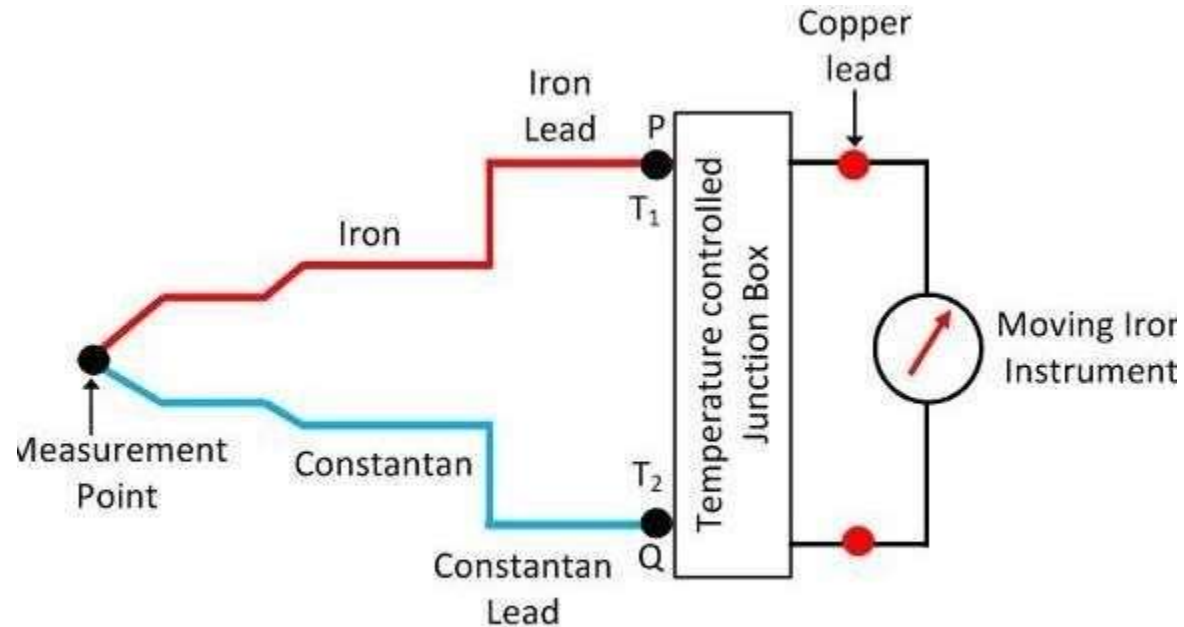 Copper
lead
Iron
Lead
P
T₁
Iron
Measurement
Point
Constantan
T₂
Q
Constantan
Lead
Temperature controlled
Junction Box
Moving Iron
Instrument